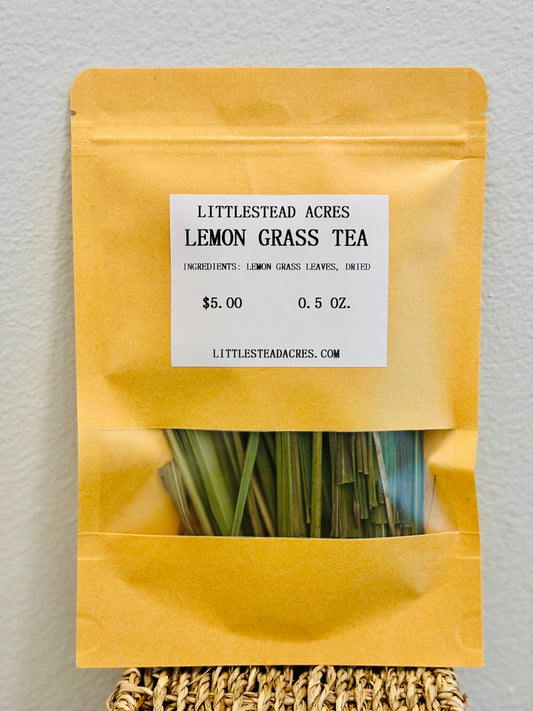 LITTLESTEAD ACRES
LEMON GRASS TEA
INGREDIENTS: LEMON GRASS LEAVES, DRIED
$5.00 0.5 OZ.
LITTLESTEADACRES.COM